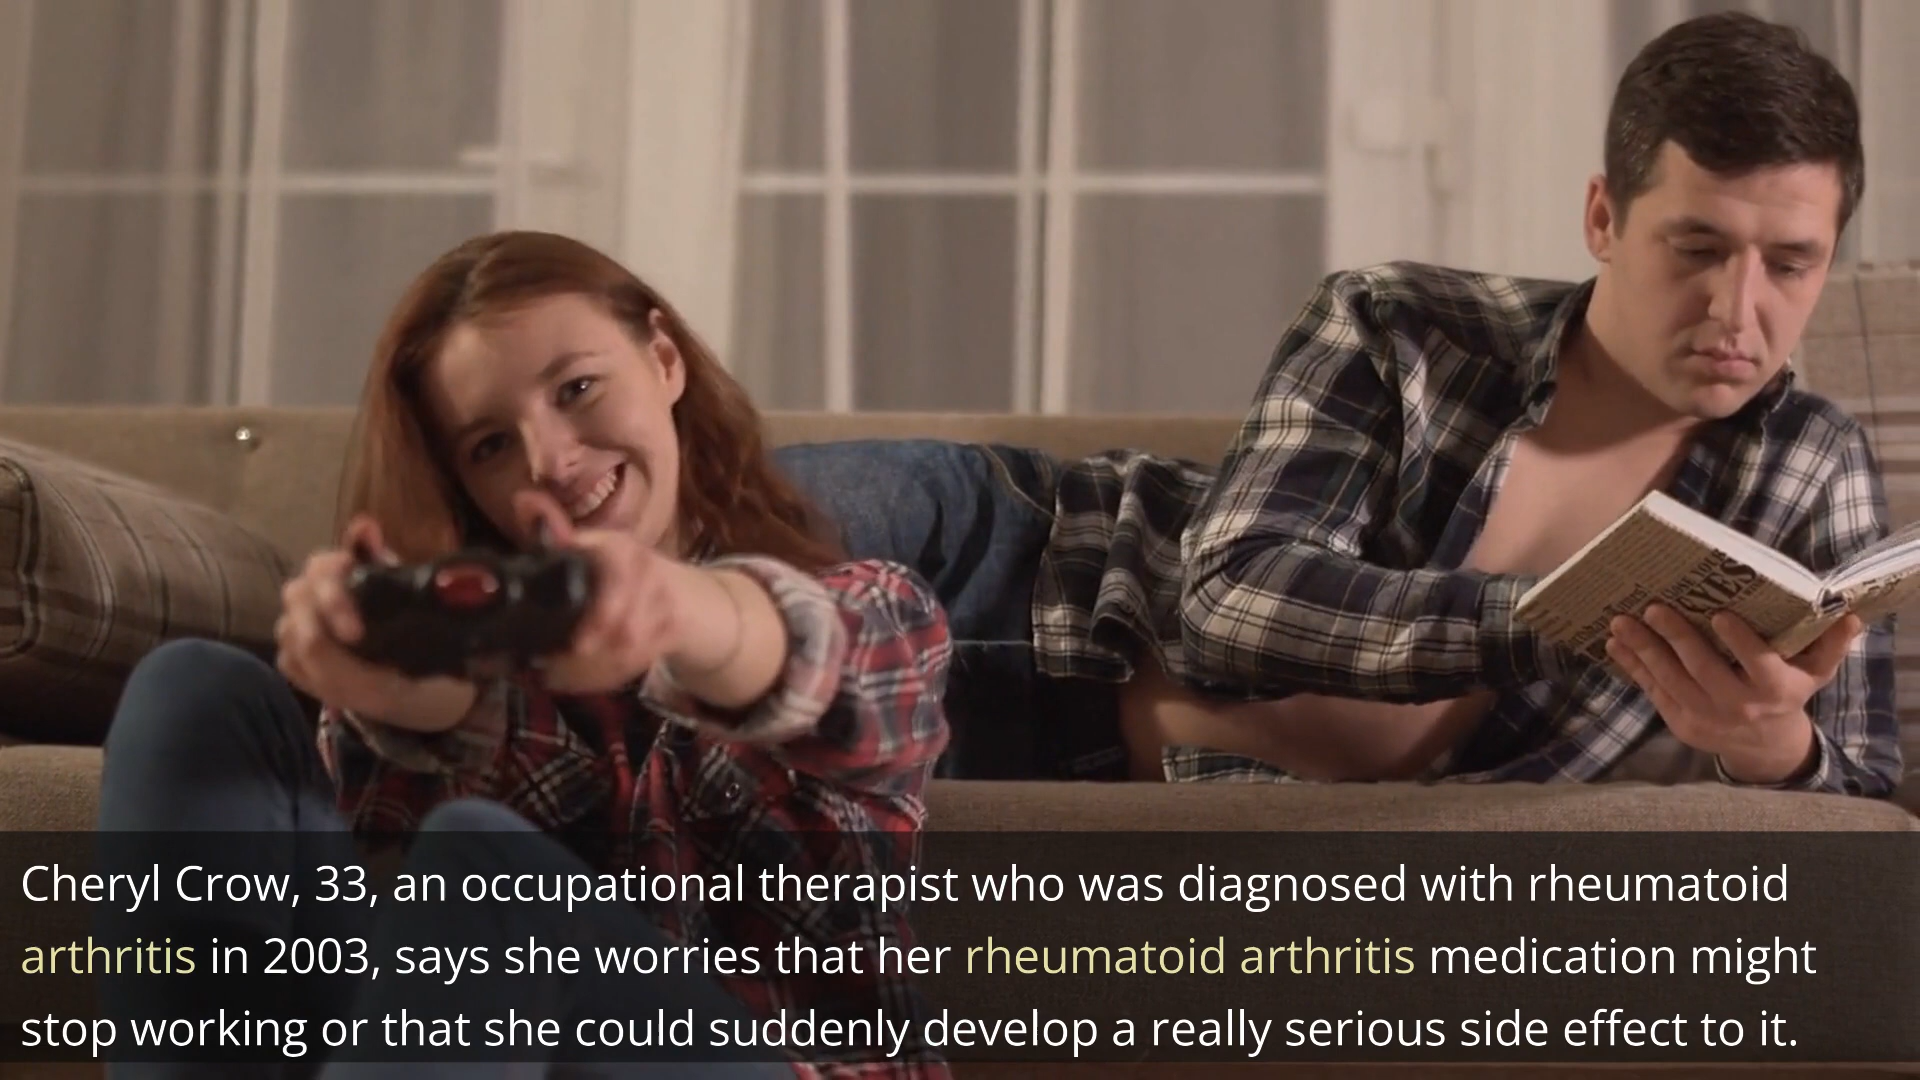 Cheryl Crow, 33, an occupational therapist who was diagnosed with rheumatoid
arthritis in 2003, says she worries that her rheumatoid arthritis medication might
stop working or that she could suddenly develop a really serious side effect to it.
EYES